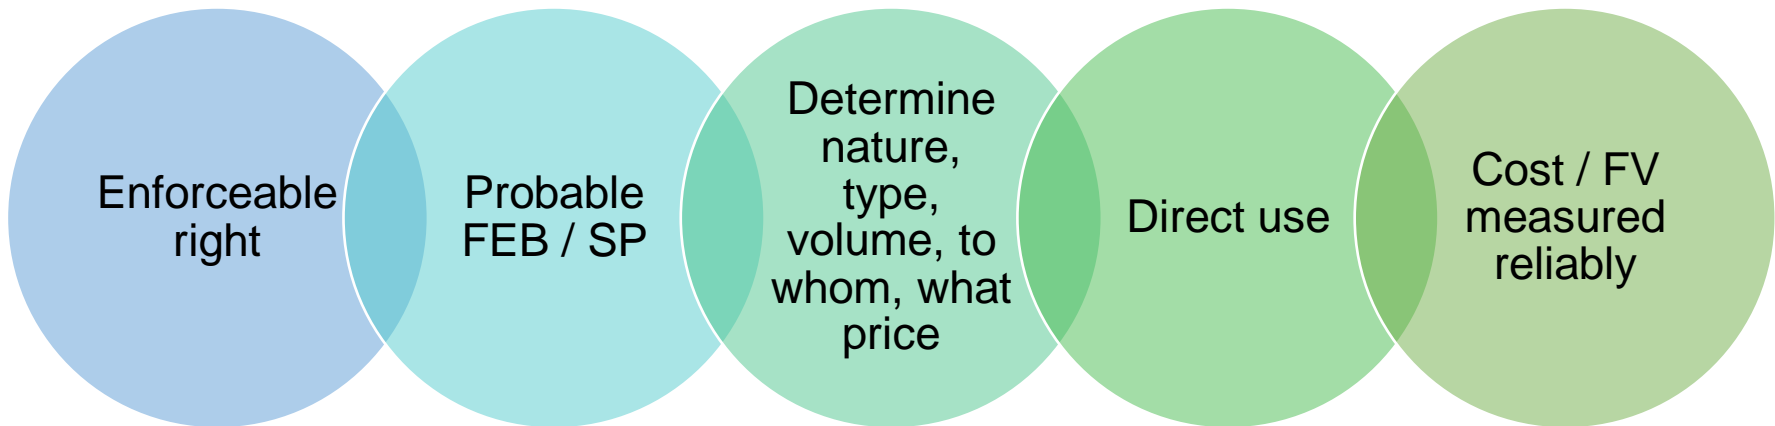 Enforceable
right
Probable
FEB / SP
Determine
nature,
type,
volume, to
whom, what
price
Direct use
Cost / FV
measured
reliably